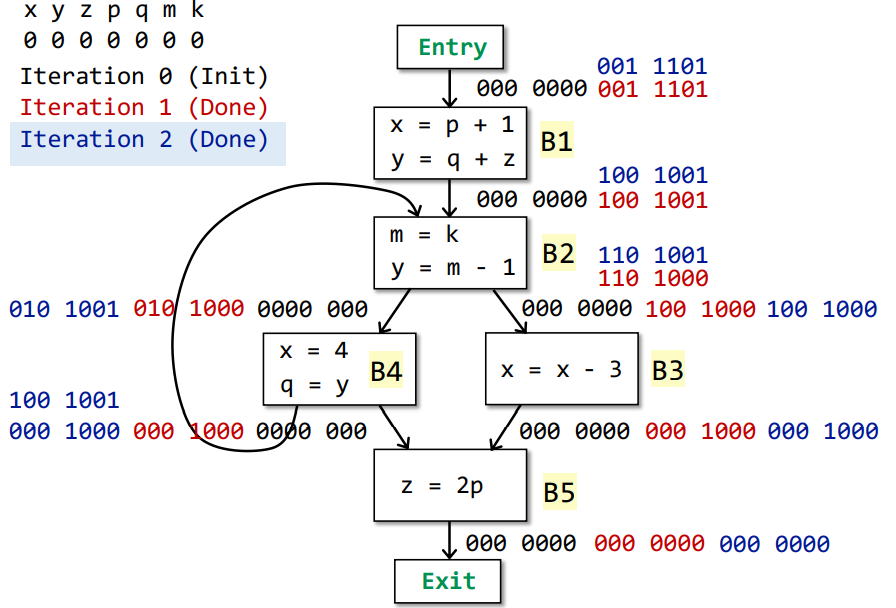 x y z p q m k
0 0 0 0 0 0 0
Iteration 0 (Init)
Iteration 1 (Done)
Iteration 2 (Done)
Entry
001 1101
000 0000 001 1101
x = p + 1
y = q + z
B1
100 1001
000 0000 100 1001
m = k
y = m - 1
B2
110 1001
110 1000
010 1001 010 1000 0000 000
000 0000 100 1000 100 1000
x = 4
q = y
B4
x = x - 3
B3
100 1001
000 1000 000 1000 0000 000
000 0000 000 1000 000 1000
z = 2p
B5
000 0000 000 0000 000 0000
Exit